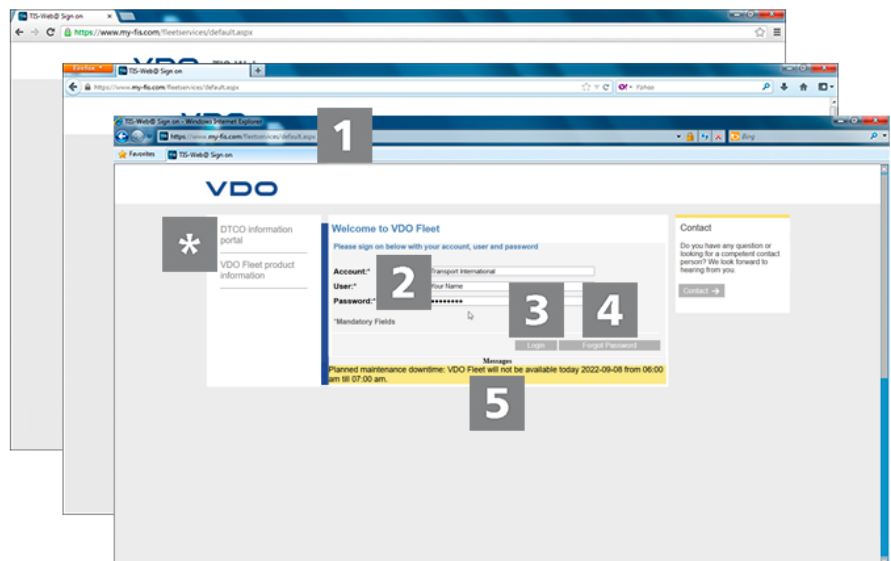 TIS-Web® Sign on
https://www.my-fis.com/fleetservices/default.aspx
Firefox
TIS-Web® Sign on
https://www.my-fis.com/fleetservices/default.aspx
Yahoo
TIS-Web® Sign on - Windows Internet Explorer
https://www.my-fis.com/fleetservices/default.aspx
Bing
Favorites
TIS-Web® Sign on
1
VDO
*
DTCO information
portal
VDO Fleet product
information
Welcome to VDO Fleet
Please sign on below with your account, user and password
Account:*
Transport International
User:*
Your Name
Password:*
2
*Mandatory Fields
3
4
Login
Forgot Password
Messages
Planned maintenance downtime: VDO Fleet will not be available today 2022-09-08 from 06:00
am till 07:00 am.
5
Contact
Do you have any question or
looking for a competent contact
person? We look forward to
hearing from you.
Contact →